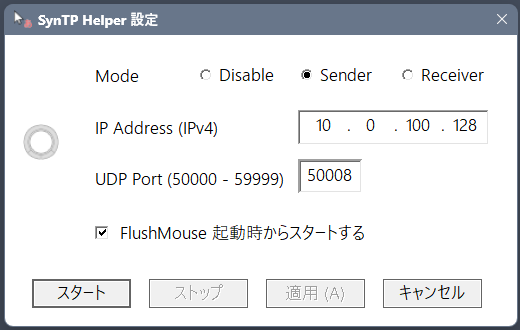 SynTP Helper 設定
Mode Disable Sender Receiver
IP Address (IPv4) 10 . 0 . 100 . 128
UDP Port (50000 - 59999) 50008
FlushMouse 起動時からスタートする
スタート ストップ 適用 (A) キャンセル